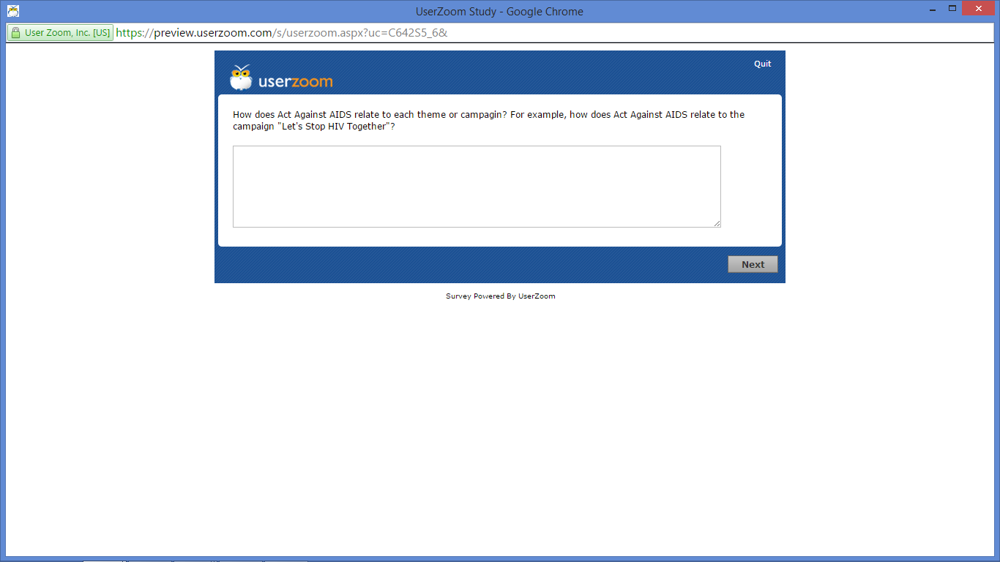 UserZoom Study - Google Chrome
User Zoom, Inc. [US] https://preview.userzoom.com/s/userzoom.aspx?uc=C642S5_6&
Quit
userzoom
How does Act Against AIDS relate to each theme or campagin? For example, how does Act Against AIDS relate to the
campaign "Let's Stop HIV Together"?
Next
Survey Powered By UserZoom